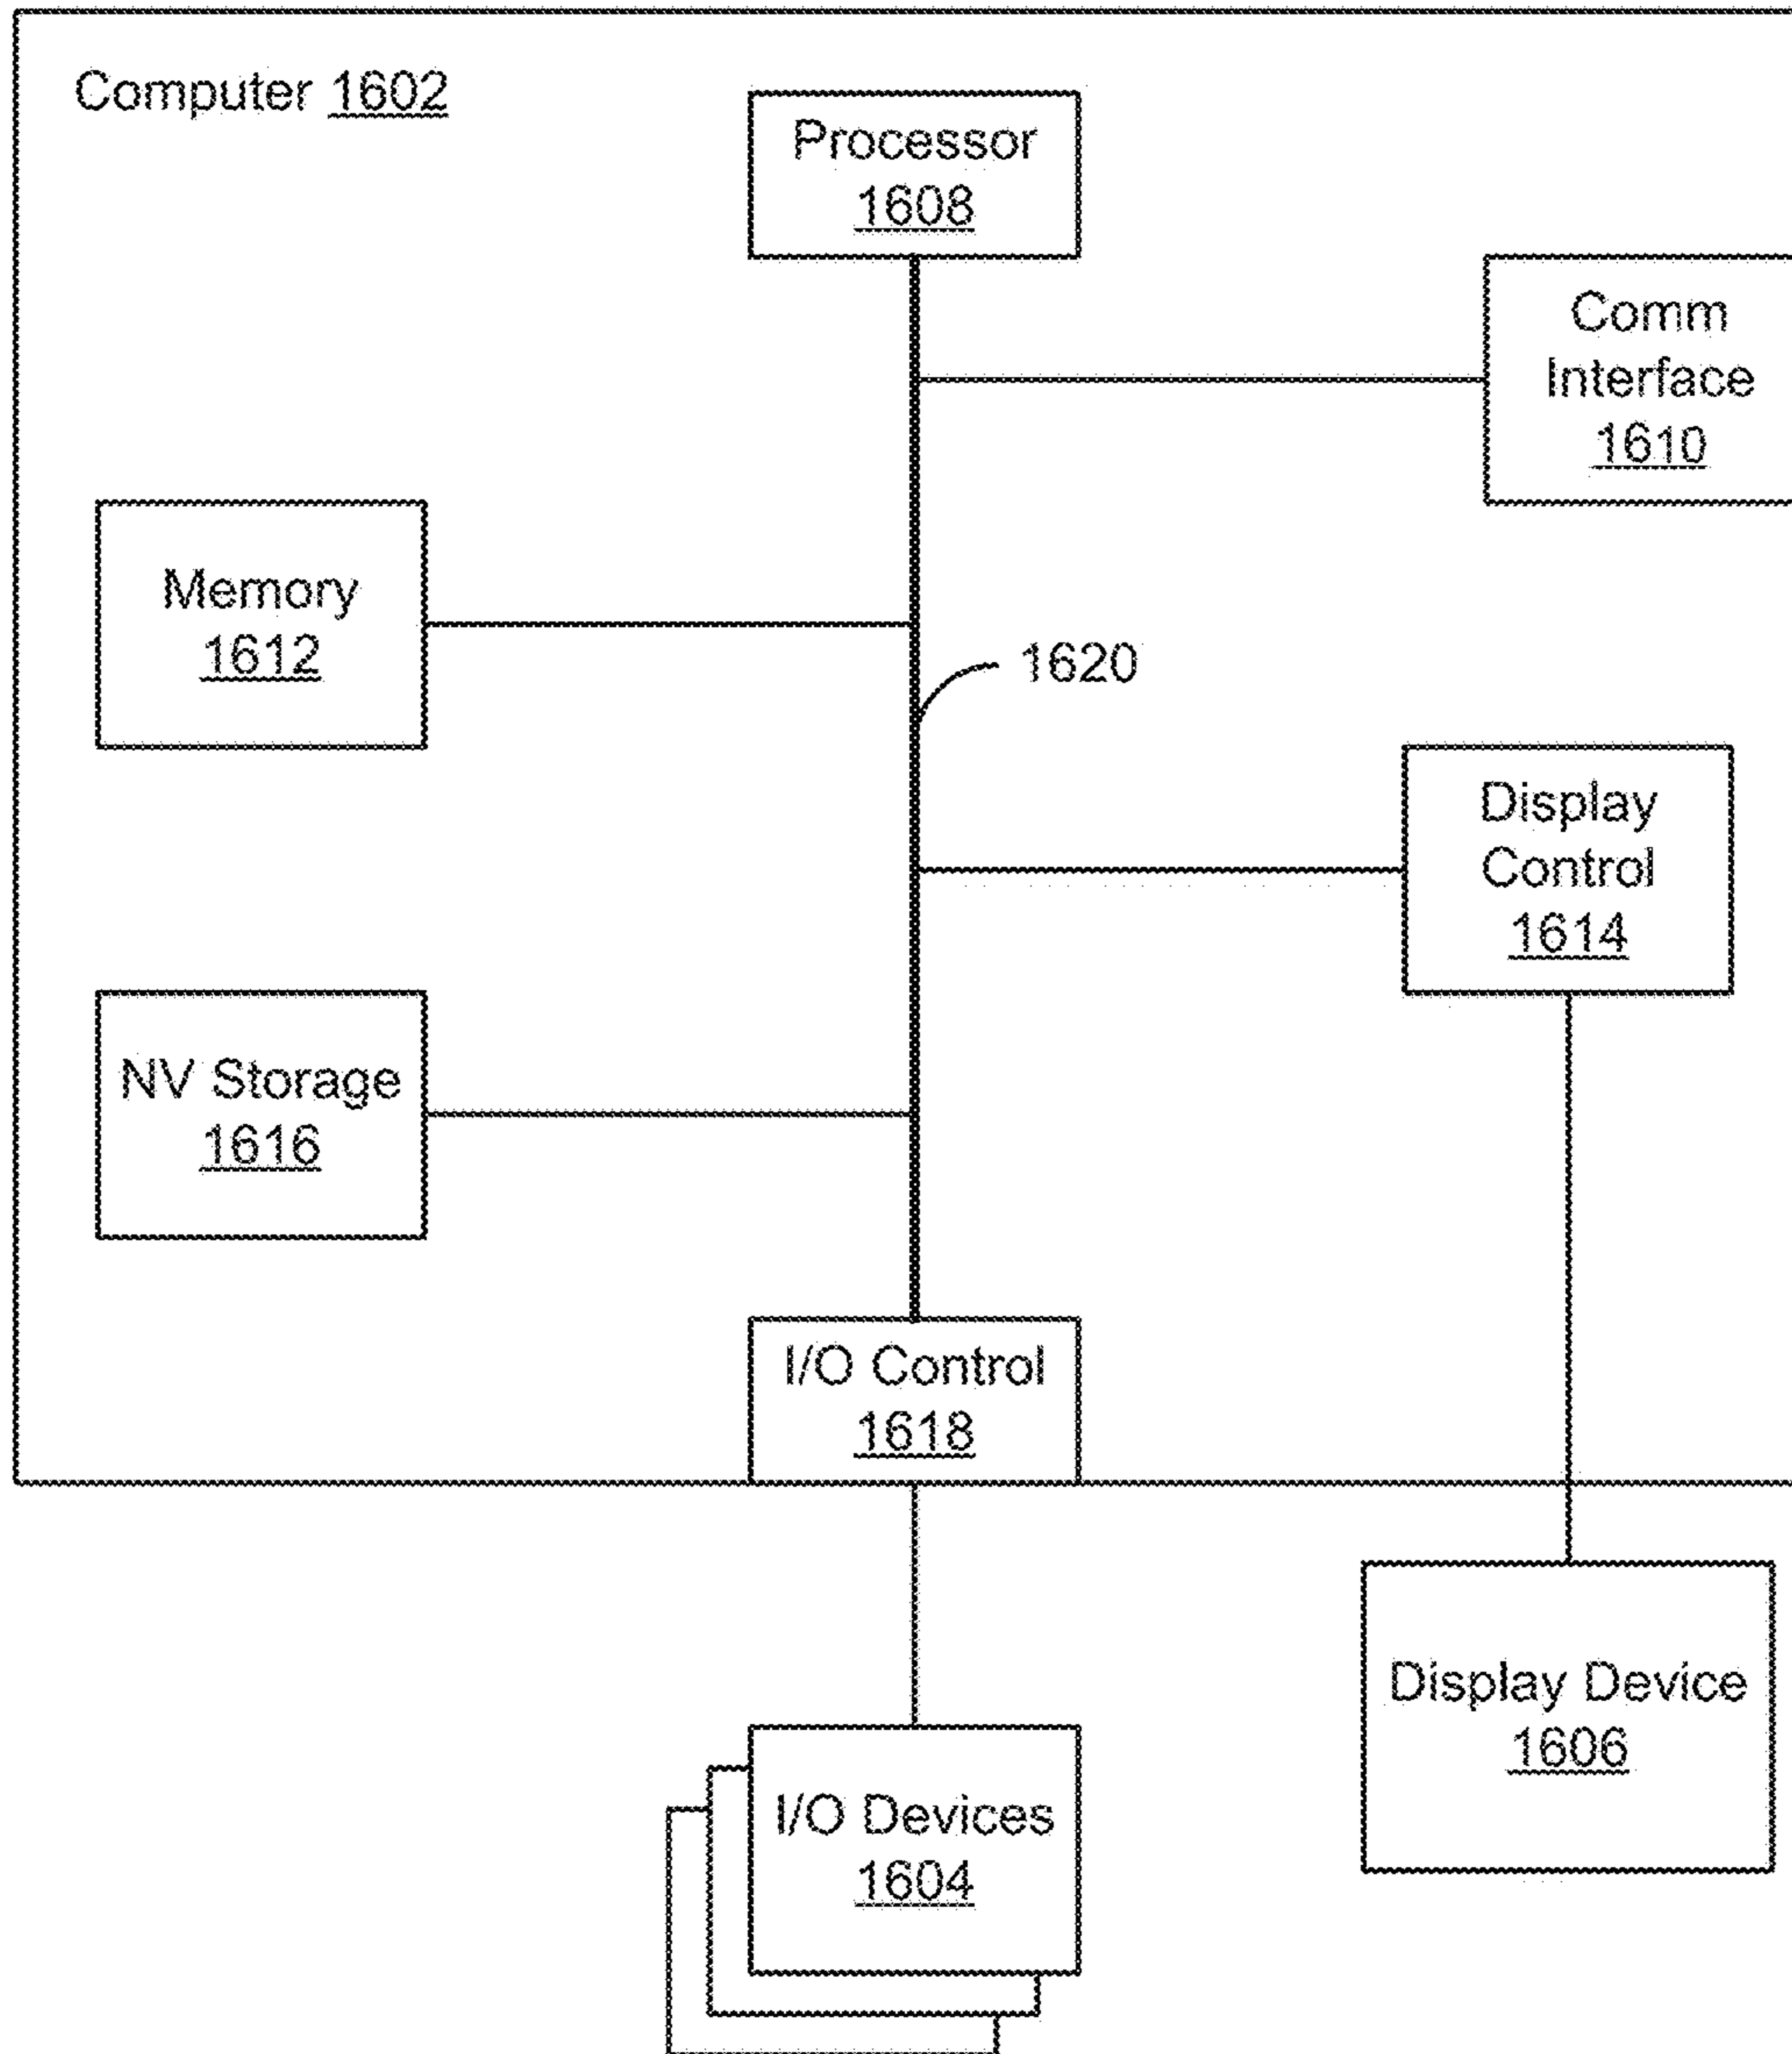 Computer 1602
Processor
1608
Comm
Interface
1610
Memory
1612
1620
Display
Control
1614
NV Storage
1616
I/O Control
1618
Display Device
1606
I/O Devices
1604